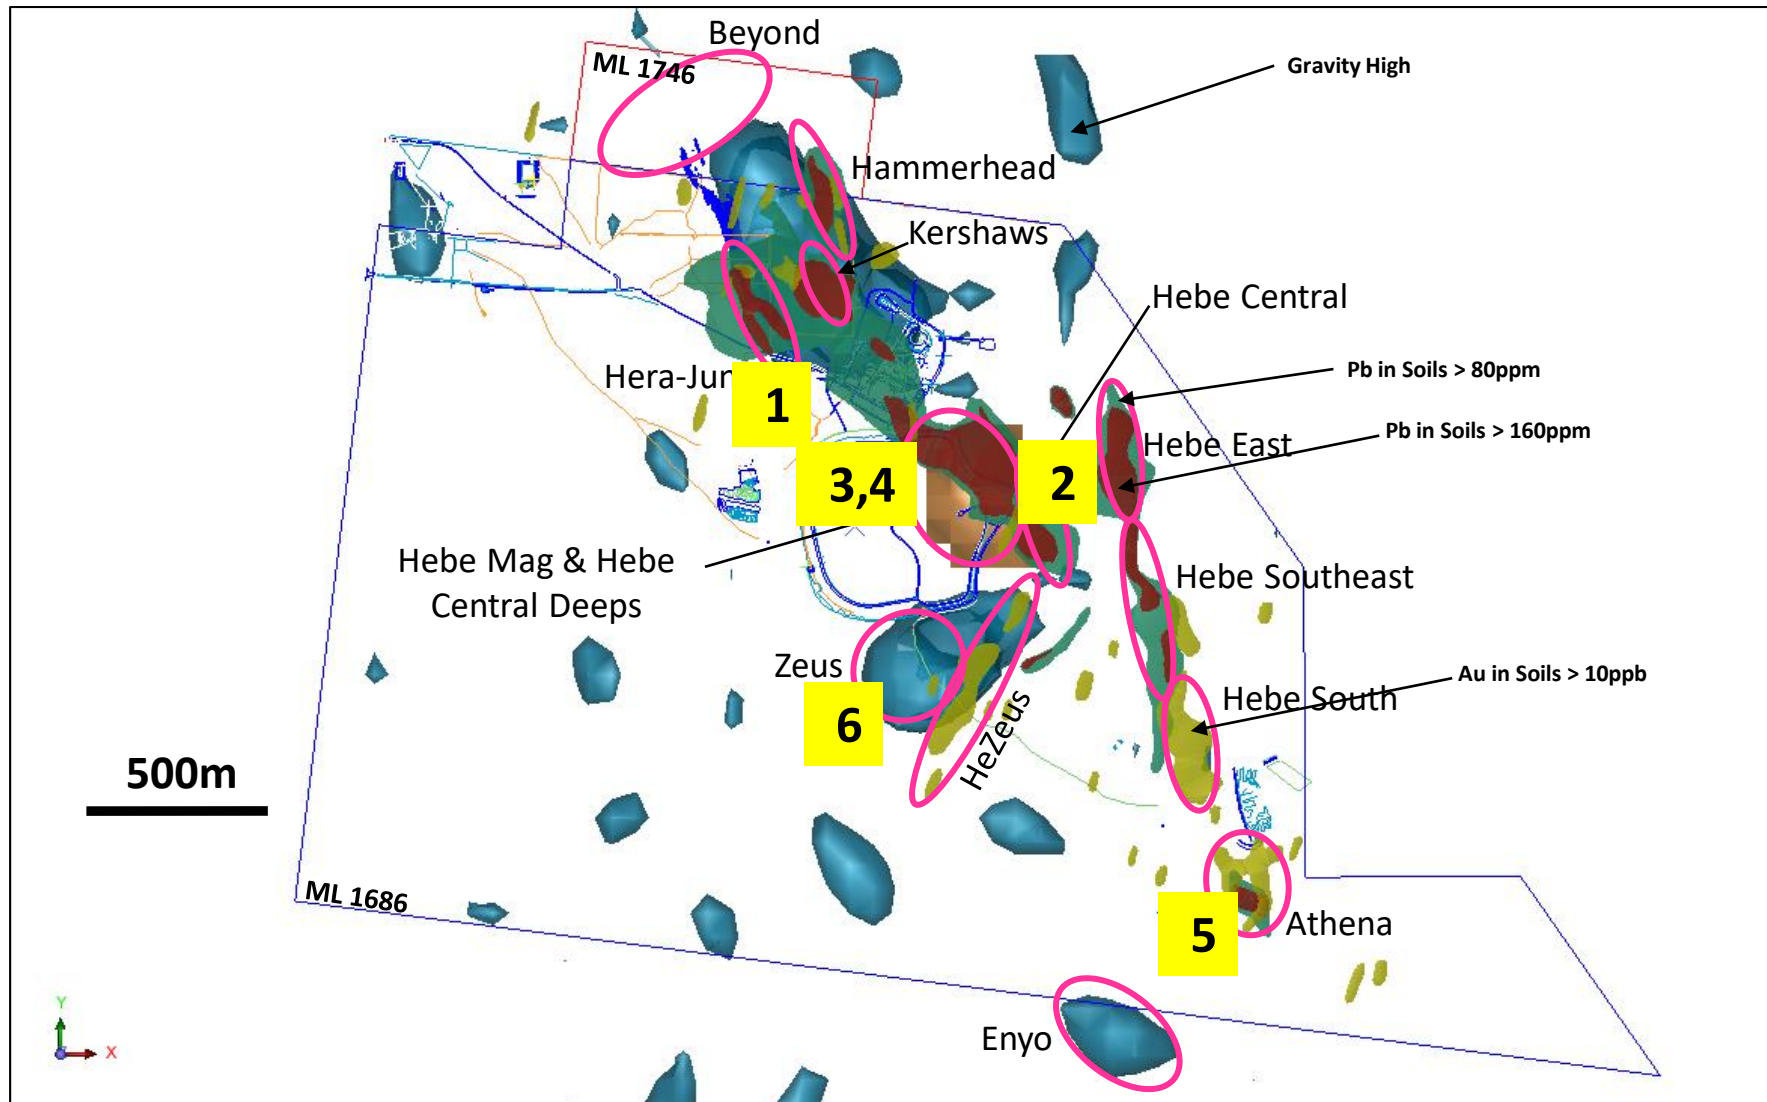 Beyond
ML 1746
Gravity High
Hammerhead
Kershaws
Hebe Central
Pb in Soils > 80ppm
Hera-Jun
1
Pb in Soils > 160ppm
Hebe East
3,4
2
Hebe Mag & Hebe
Central Deeps
Hebe Southeast
Zeus
Au in Soils > 10ppb
Hebe South
6
HeZeus
500m
ML 1686
5
Athena
Enyo
Y
X